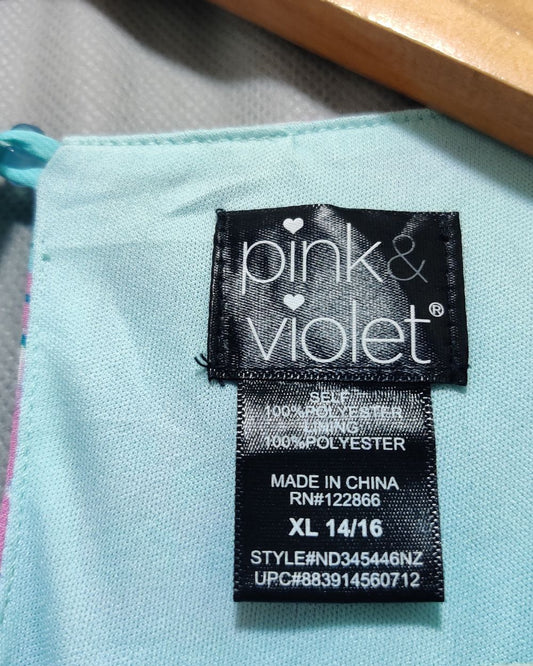 pink &
violet®
SELF
100%POLYESTER
LINING
100%POLYESTER
MADE IN CHINA
RN#122866
XL 14/16
STYLE#ND345446NZ
UPC#883914560712